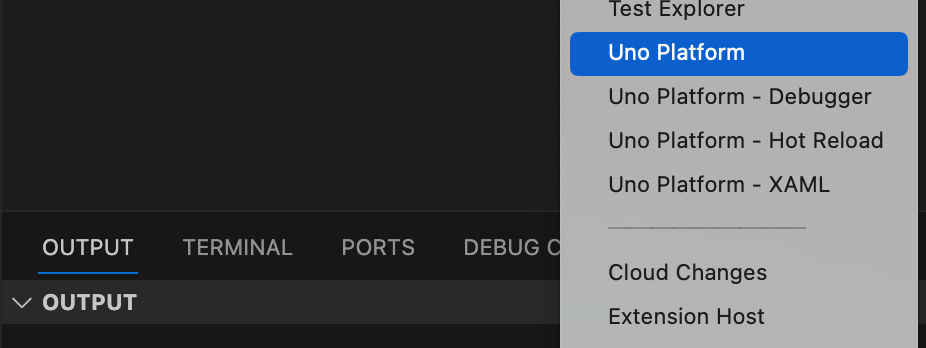 Test Explorer
Uno Platform
Uno Platform - Debugger
Uno Platform - Hot Reload
Uno Platform - XAML
Cloud Changes
Extension Host
OUTPUT TERMINAL PORTS DEBUG C
OUTPUT